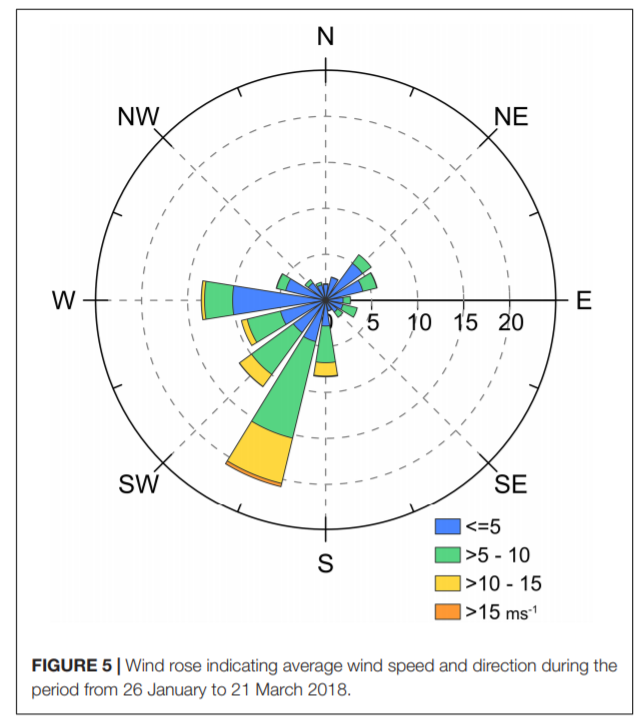 N
NW
NE
W
E
5 10 15 20
SW
SE
S
<=5
>5 - 10
>10 - 15
>15 ms-1
FIGURE 5 | Wind rose indicating average wind speed and direction during the
period from 26 January to 21 March 2018.